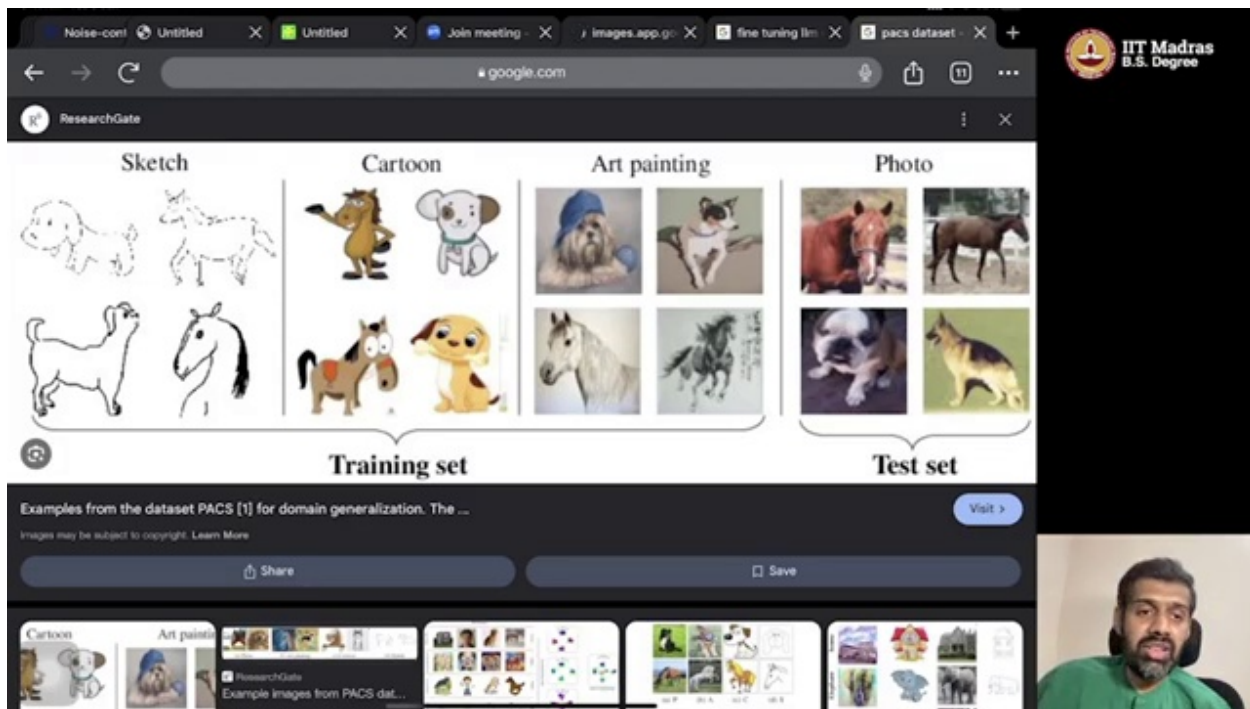 Noise-con
Untitled
Untitled
Join meeting -
images.app.go
fine tuning llm
pacs dataset -
google.com
11
IIT Madras
B.S. Degree
ResearchGate
Sketch
Cartoon
Art painting
Photo
Training set
Test set
Examples from the dataset PACS [1] for domain generalization. The ...
Visit >
Images may be subject to copyright. Learn More
Share
Save
Cartoon
Art paintin
ResearchGate
Example images from PACS dat...